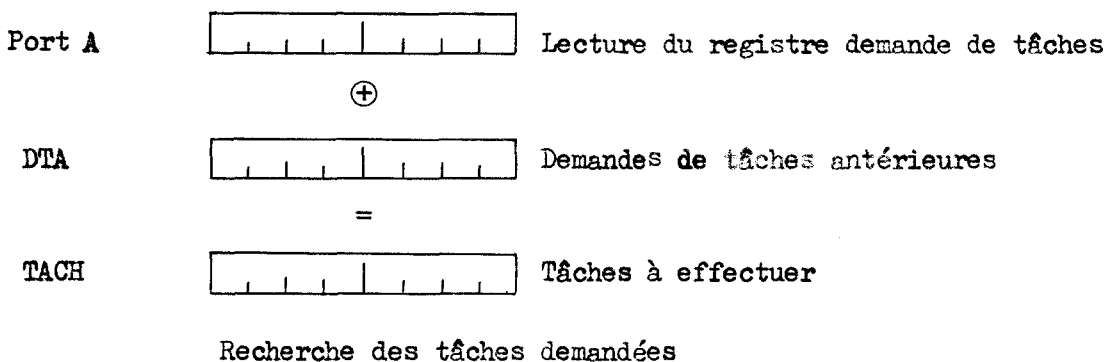 Port A Lecture du registre demande de tâches
⊕
DTA Demandes de tâches antérieures
=
TACH Tâches à effectuer
Recherche des tâches demandées